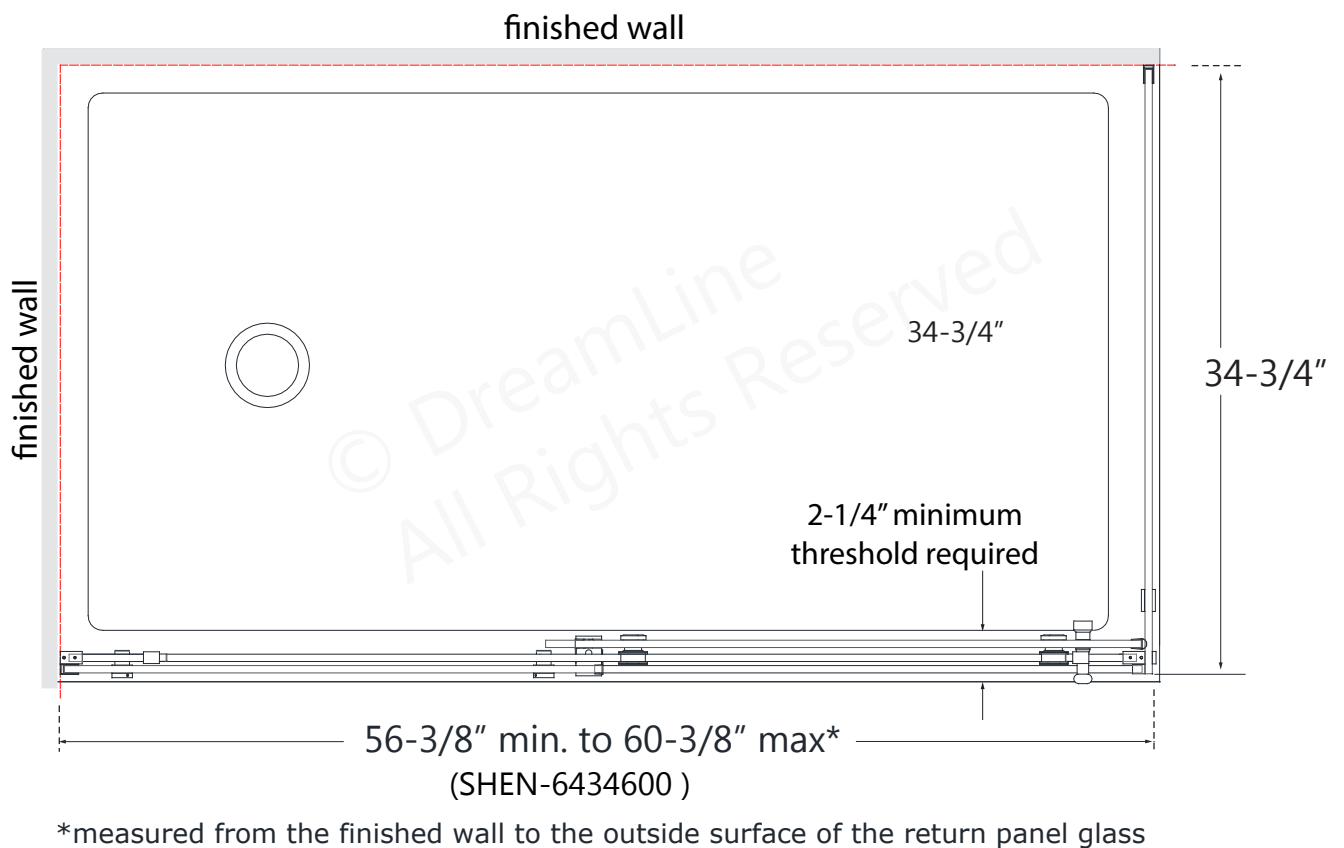 finished wall
finished wall
© DreamLine
All Rights Reserved
34-3/4"
34-3/4"
2-1/4" minimum
threshold required
56-3/8" min. to 60-3/8" max*
(SHEN-6434600 )
*measured from the finished wall to the outside surface of the return panel glass